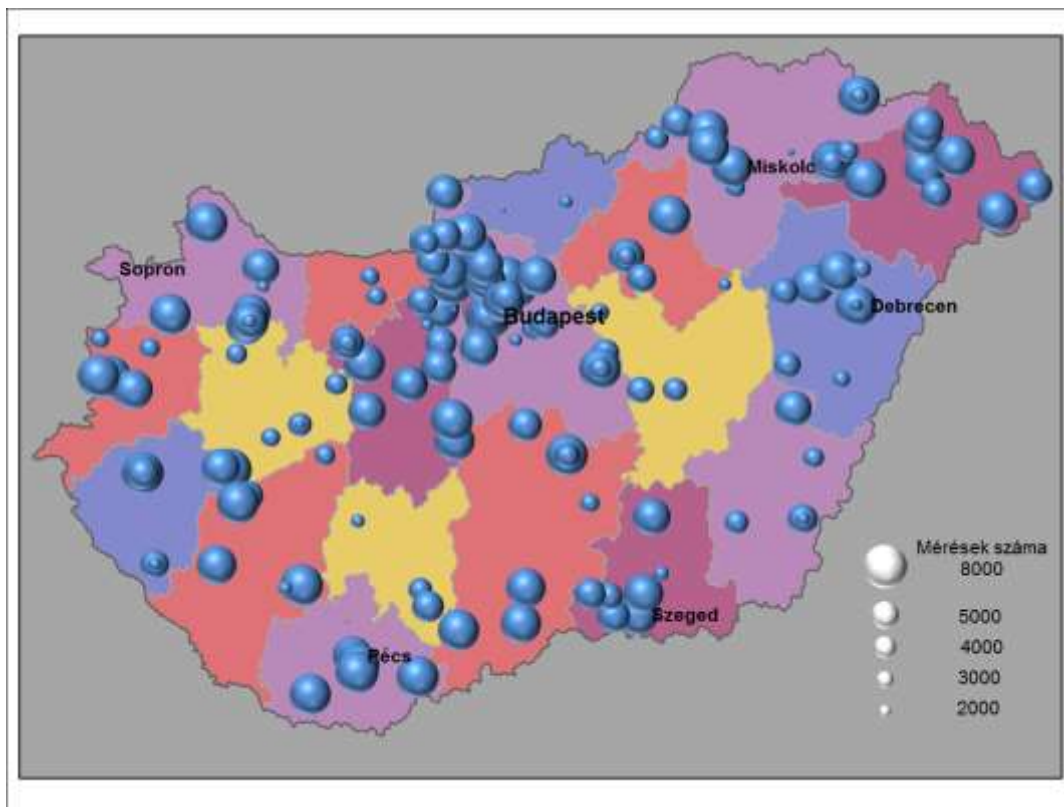 Miskolc
Sopron
Budapest
Debrecen
Szeged
Pécs
Mérések száma
8000
5000
4000
3000
2000